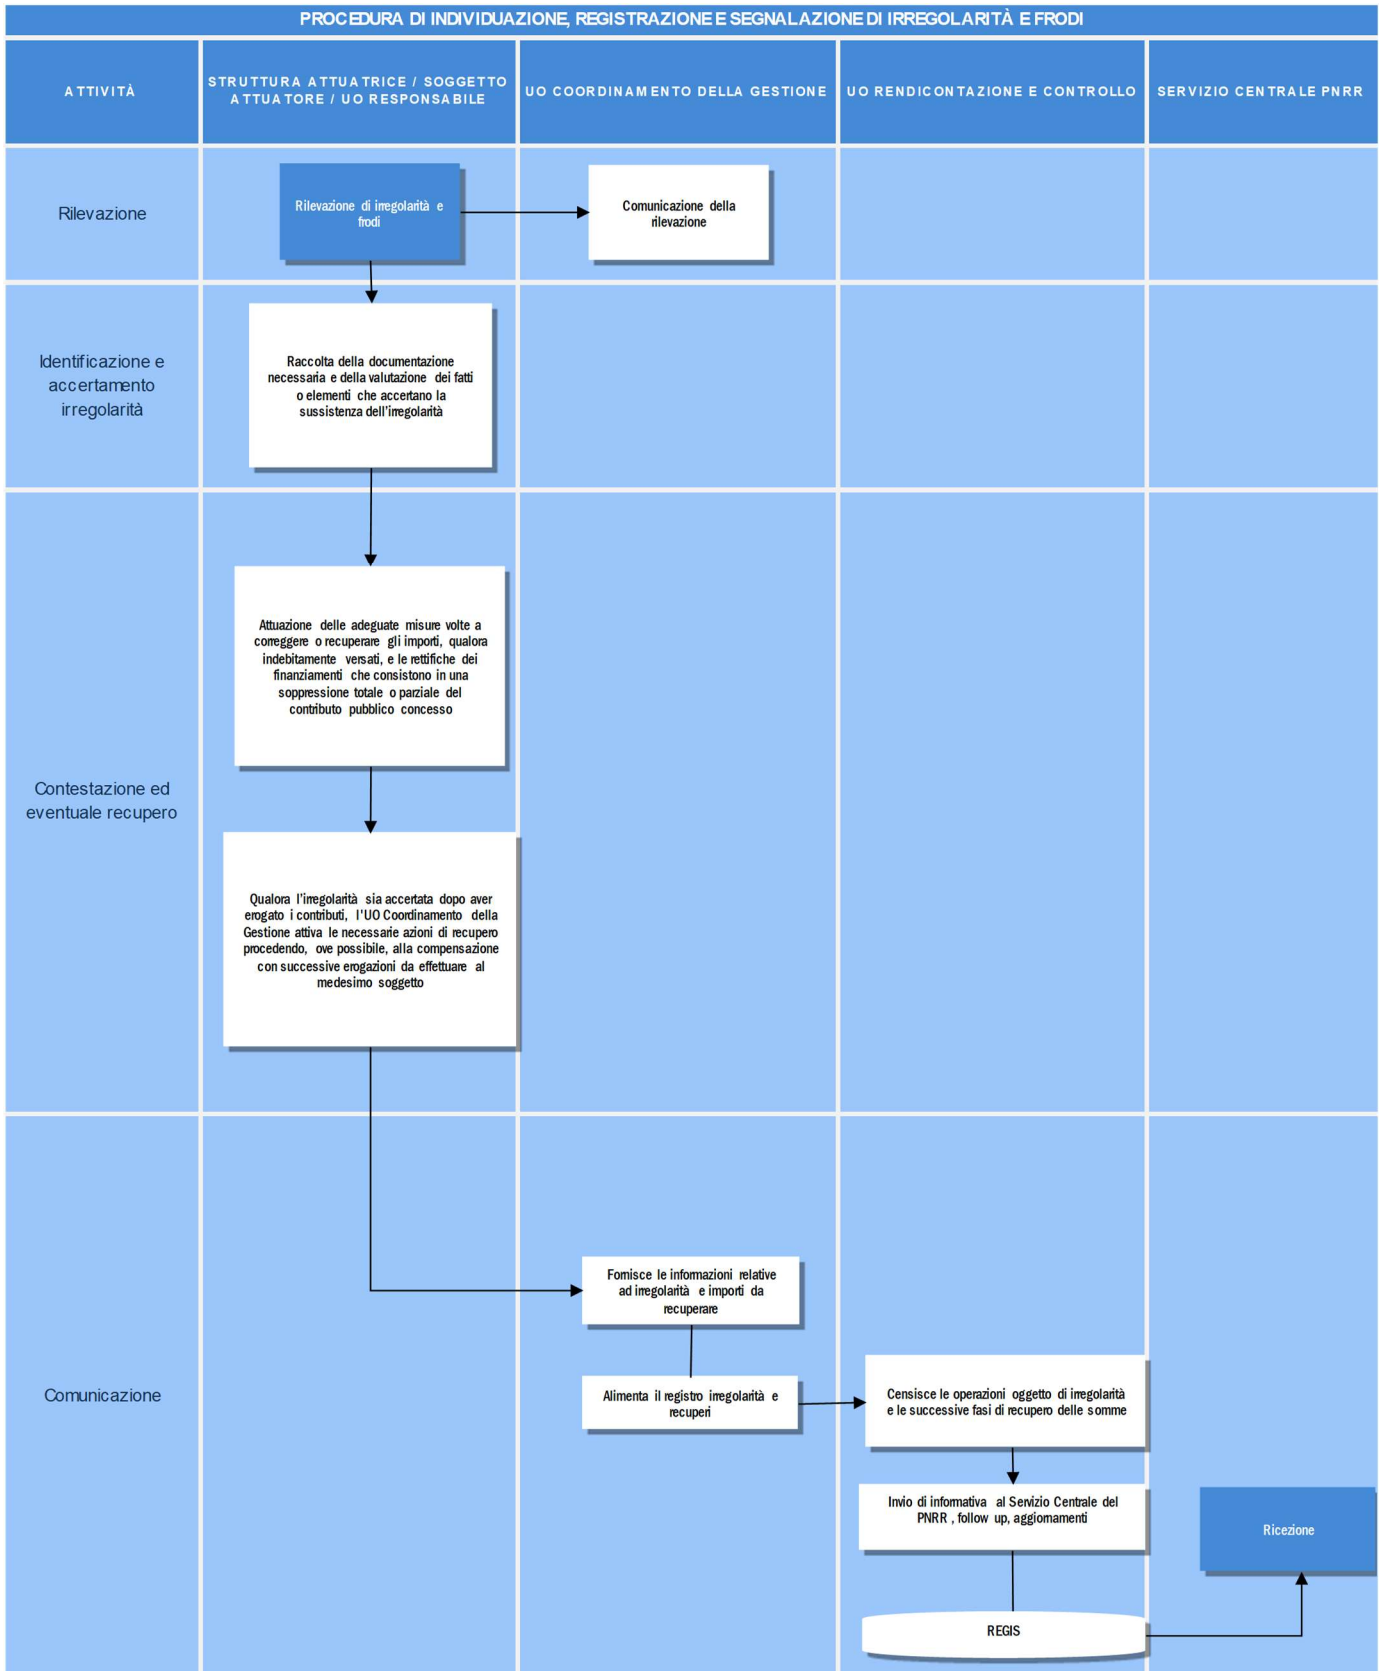 PROCEDURA DI INDIVIDUAZIONE, REGISTRAZIONE E SEGNALAZIONE DI IRREGOLARITÀ E FRODI
ATTIVITÀ
STRUTTURA ATTUATRICE / SOGGETTO
ATTUATORE / UO RESPONSABILE
UO COORDINAMENTO DELLA GESTIONE
UO RENDICONTAZIONE E CONTROLLO
SERVIZIO CENTRALE PNRR
Rilevazione
Rilevazione di irregolarità e
frodi
Comunicazione della
rilevazione
Identificazione e
accertamento
irregolarità
Raccolta della documentazione
necessaria e della valutazione dei fatti
o elementi che accertano la
sussistenza dell'irregolarità
Contestazione ed
eventuale recupero
Attuazione delle adeguate misure volte a
correggere o recuperare gli importi, qualora
indebitamente versati, e le rettifiche dei
finanziamenti che consistono in una
soppressione totale o parziale del
contributo pubblico concesso
Qualora l'irregolarità sia accertata dopo aver
erogato i contributi, l'UO Coordinamento della
Gestione attiva le necessarie azioni di recupero
procedendo, ove possibile, alla compensazione
con successive erogazioni da effettuare al
medesimo soggetto
Comunicazione
Fornisce le informazioni relative
ad irregolarità e importi da
recuperare
Alimenta il registro irregolarità e
recuperi
Censisce le operazioni oggetto di irregolarità
e le successive fasi di recupero delle somme
Invio di informativa al Servizio Centrale del
PNRR , follow up, aggiornamenti
Ricezione
REGIS